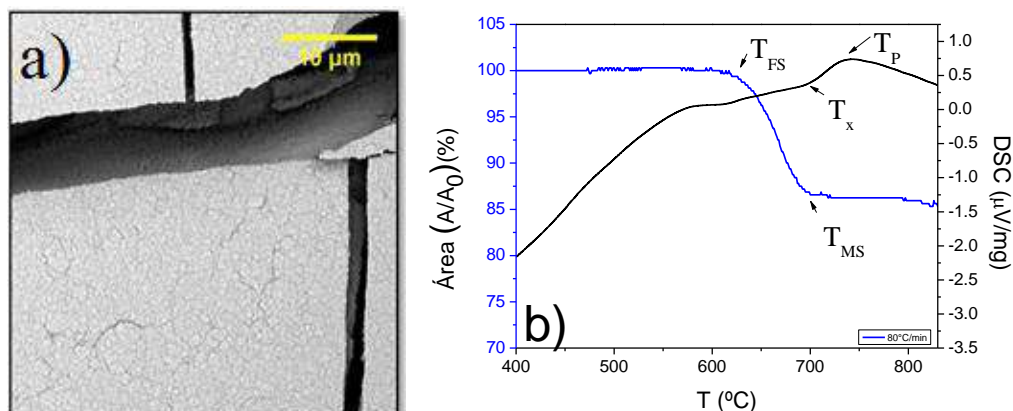 a)
10 µm
105
100
95
90
85
80
75
70
Área (A/A0)(%)
400
500
600
700
800
T (ºC)
1.0
0.5
0.0
-0.5
-1.0
-1.5
-2.0
-2.5
-3.0
-3.5
DSC (µV/mg)
TFS
TP
Tx
TMS
b)
80°C/min